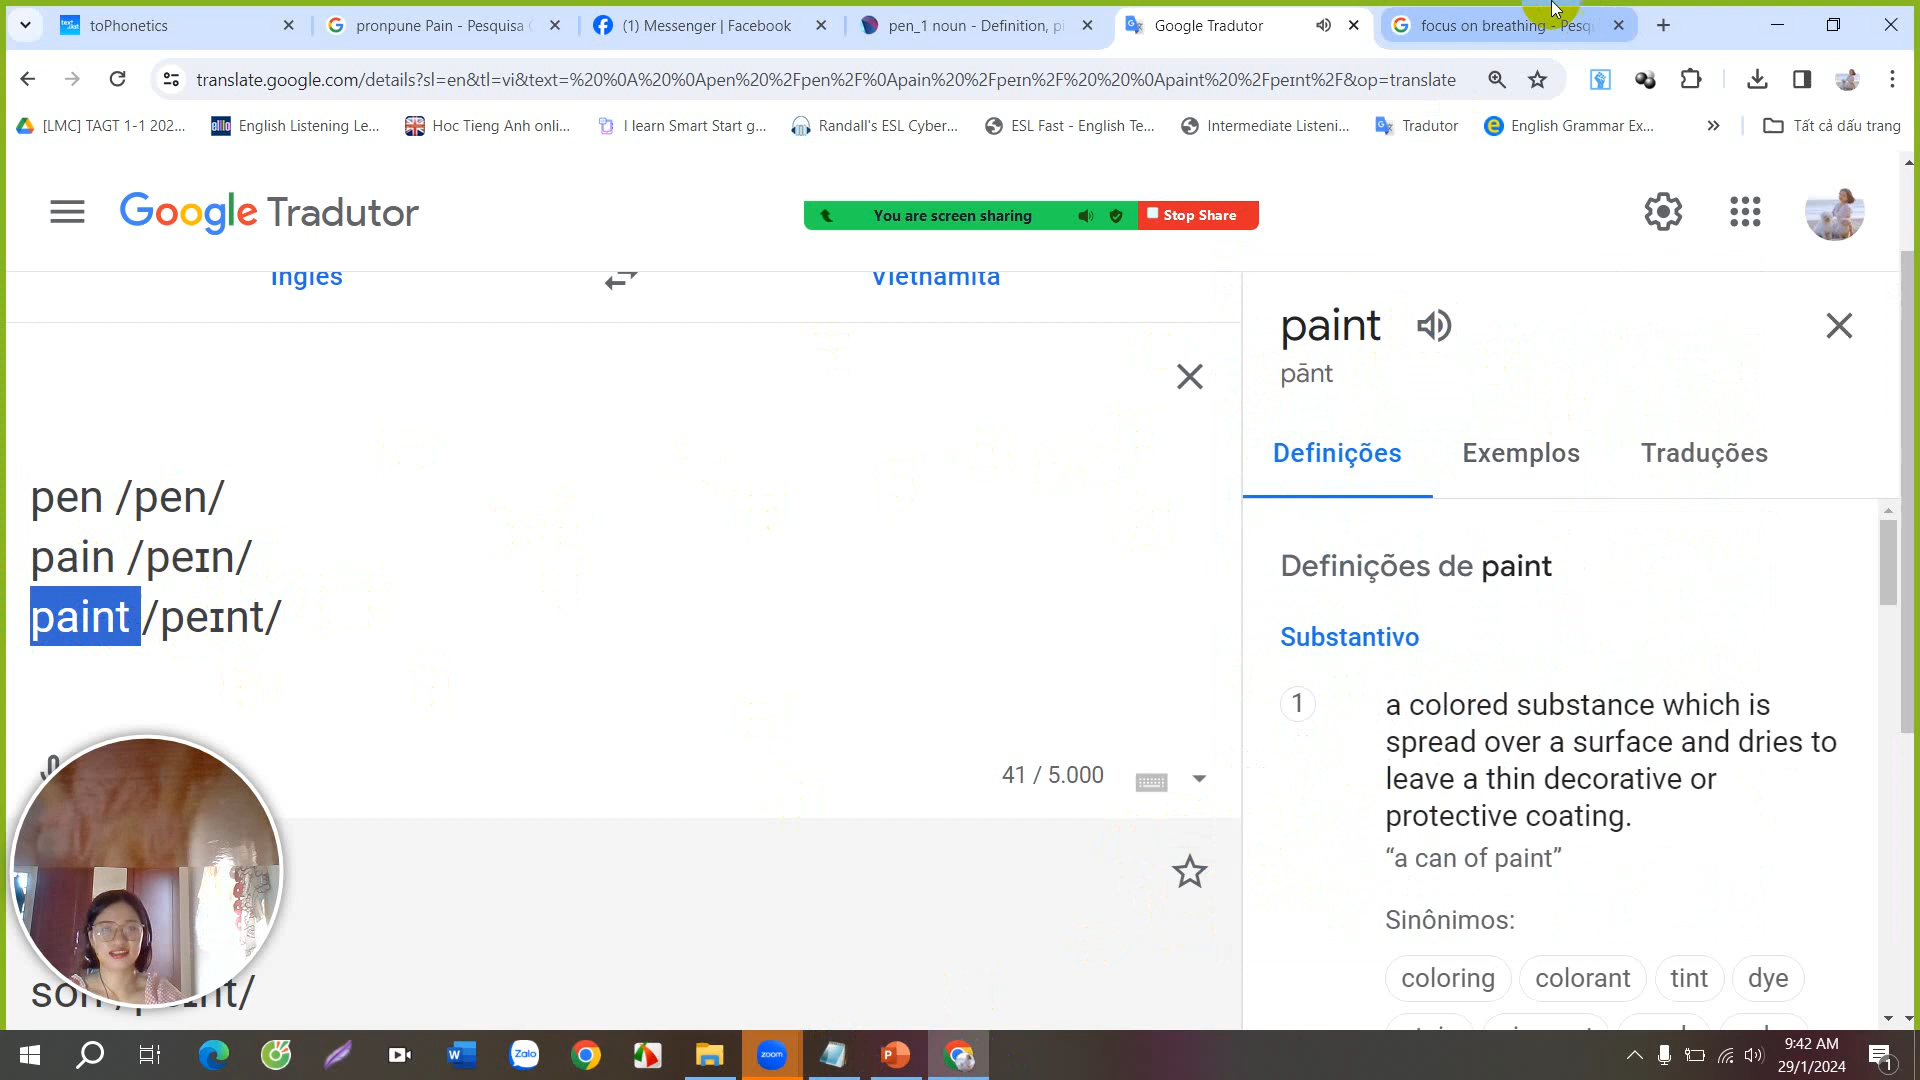 toPhonetics
pronpune Pain - Pesquisa
(1) Messenger | Facebook
pen_1 noun - Definition, pi
Google Tradutor
focus on breathing - Pesq
translate.google.com/details?sl=en&tl=vi&text=%20%0A%20%0Apen%20%2Fpen%2F%0Apain%20%2Fpeɪn%2F%20%20%0Apaint%20%2Fpeɪnt%2F&op=translate
[LMC] TAGT 1-1 202...
elllo
English Listening Le...
Hoc Tieng Anh onli...
I learn Smart Start g...
Randall's ESL Cyber...
ESL Fast - English Te...
Intermediate Listeni...
Tradutor
English Grammar Ex...
Tất cả dấu trang
Google Tradutor
You are screen sharing
Stop Share
Inglês
Vietnamita
pen /pen/
pain /peɪn/
paint /peɪnt/
41 / 5.000
paint
pānt
Definições
Exemplos
Traduções
Definições de paint
Substantivo
1
a colored substance which is
spread over a surface and dries to
leave a thin decorative or
protective coating.
“a can of paint”
Sinônimos:
coloring
colorant
tint
dye
Zalo
zoom
9:42 AM
29/1/2024
1